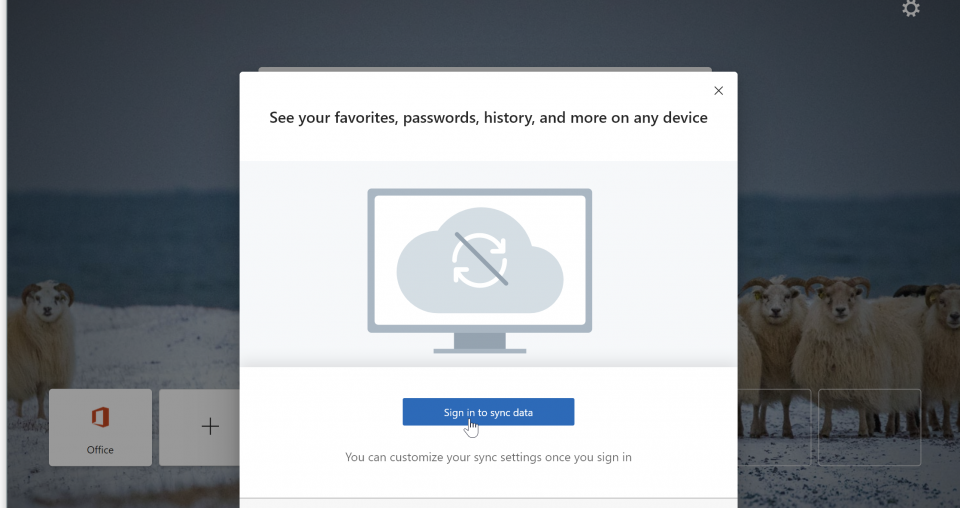 See your favorites, passwords, history, and more on any device
Sign in to sync data
You can customize your sync settings once you sign in
Office